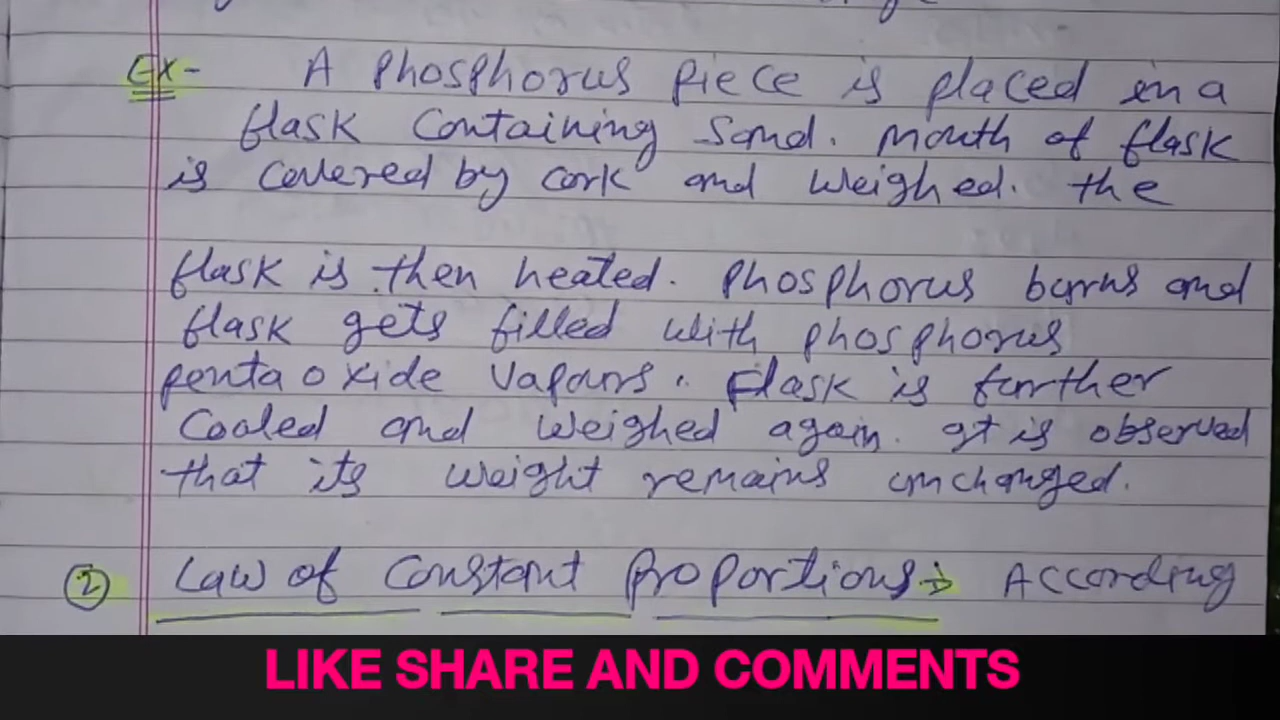 Ex- A Phosphorus piece is placed in a
flask containing sand. Mouth of flask
is covered by cork and weighed. the
flask is then heated. Phosphorus burns and
flask gets filled with phosphorus
pentaoxide vapours. Flask is further
cooled and weighed again. It is observed
that its weight remains unchanged.
② Law of Constant Proportions:→ According
LIKE SHARE AND COMMENTS